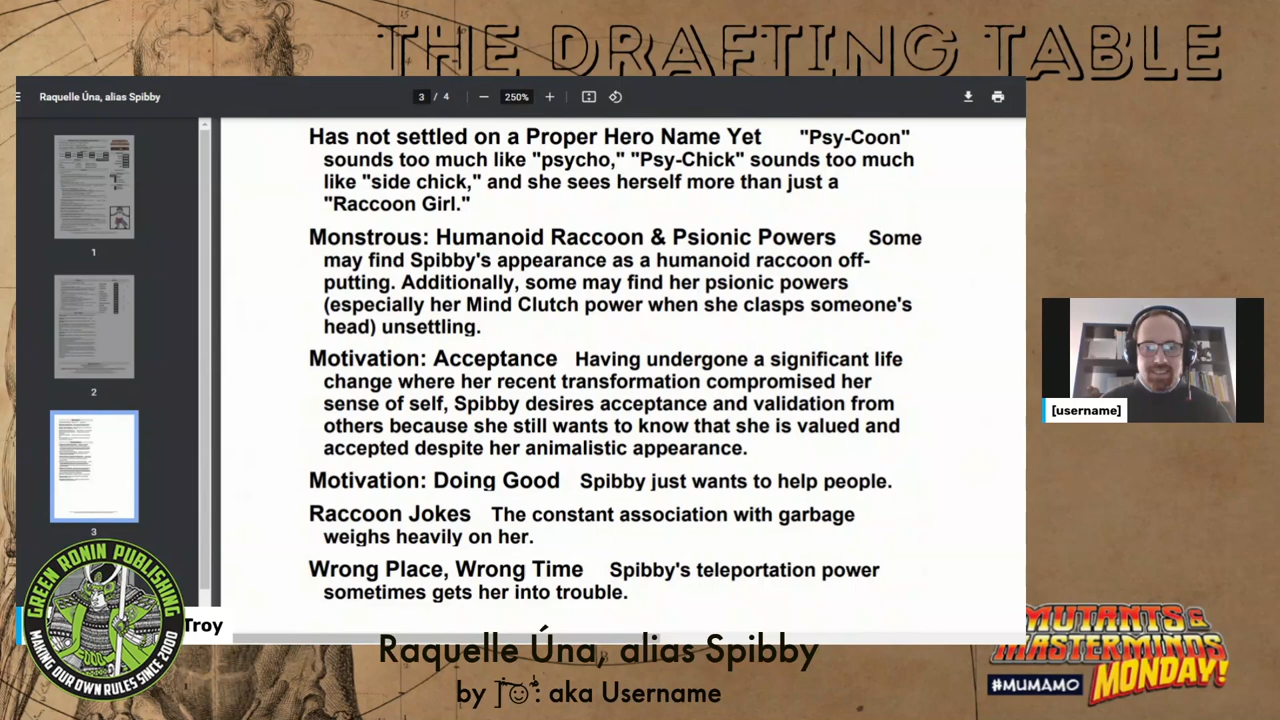 THE DRAFTING TABLE
Raquelle Úna, alias Spibby
3 / 4
250%
1
2
3
Has not settled on a Proper Hero Name Yet "Psy-Coon"
sounds too much like "psycho," "Psy-Chick" sounds too much
like "side chick," and she sees herself more than just a
"Raccoon Girl."
Monstrous: Humanoid Raccoon & Psionic Powers Some
may find Spibby's appearance as a humanoid raccoon off-
putting. Additionally, some may find her psionic powers
(especially her Mind Clutch power when she clasps someone's
head) unsettling.
Motivation: Acceptance Having undergone a significant life
change where her recent transformation compromised her
sense of self, Spibby desires acceptance and validation from
others because she still wants to know that she is valued and
accepted despite her animalistic appearance.
Motivation: Doing Good Spibby just wants to help people.
Raccoon Jokes The constant association with garbage
weighs heavily on her.
Wrong Place, Wrong Time Spibby's teleportation power
sometimes gets her into trouble.
[username]
GREEN RONIN PUBLISHING
MAKING OUR OWN RULES SINCE 2000
Troy
Raquelle Úna, alias Spibby
aka Username
by
MUTANTS &
MASTERMINDS
MONDAY!
#MUMAMO